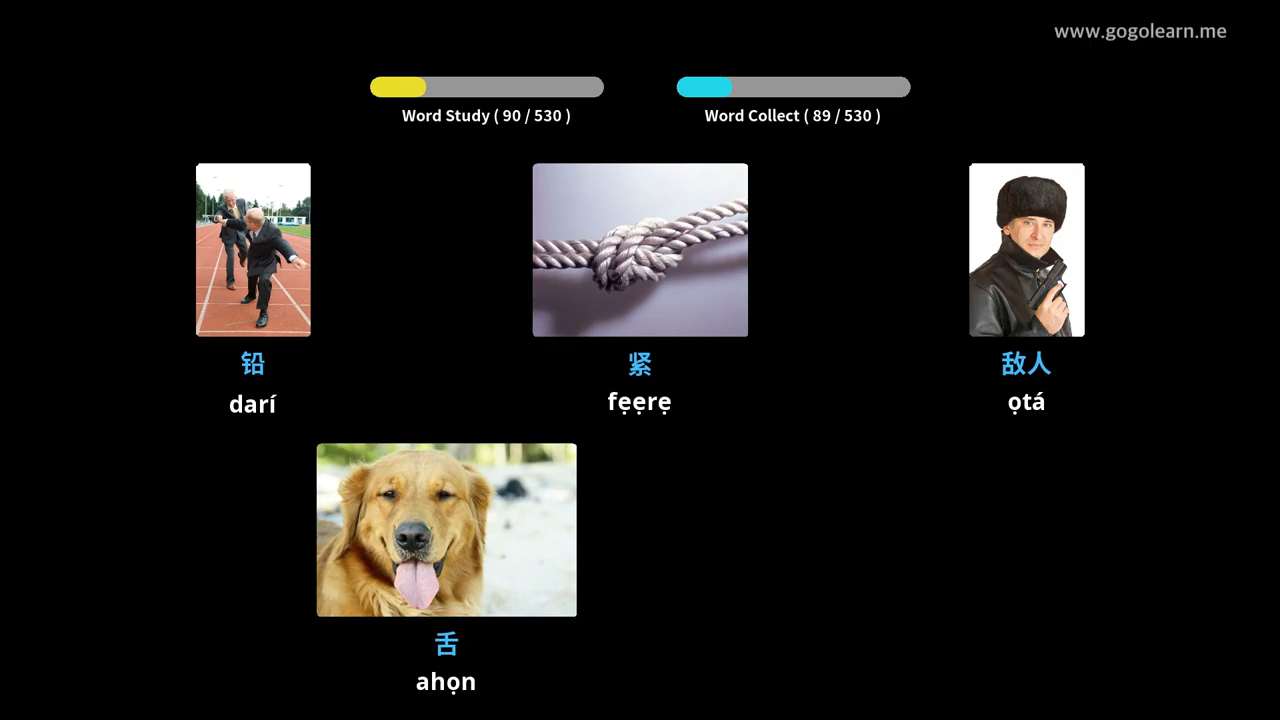 www.gogolearn.me
Word Study ( 90 / 530 )
Word Collect ( 89 / 530 )
铅
darí
紧
fẹẹrẹ
敌人
ọtá
舌
ahọn